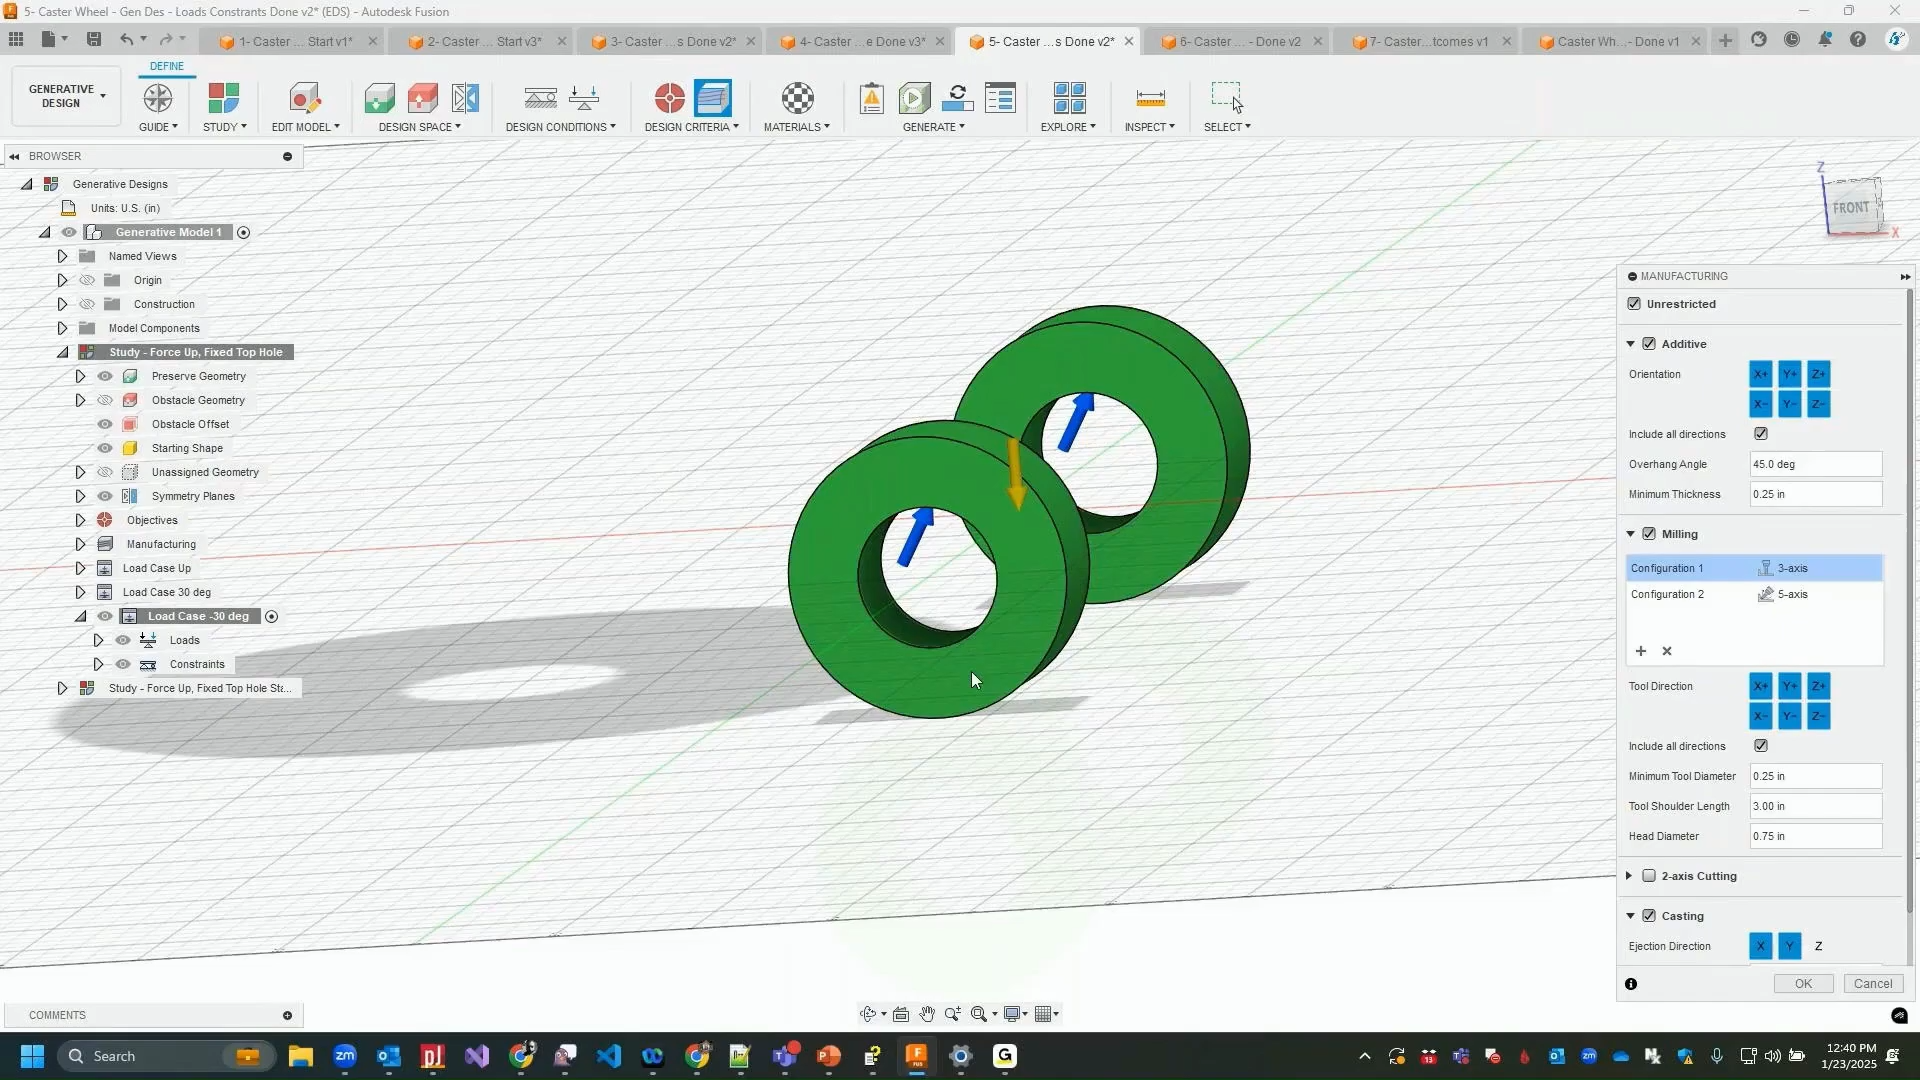 5- Caster Wheel - Gen Des - Loads Constrants Done v2* (EDS) - Autodesk Fusion
1- Caster ... Start v1*
2- Caster ... Start v3*
3- Caster ...s Done v2*
4- Caster ...e Done v3*
5- Caster ...s Done v2*
6- Caster ... - Done v2
7- Caster...tcomes v1
Caster Wh...- Done v1
DEFINE
GENERATIVE
DESIGN
GUIDE
STUDY
EDIT MODEL
DESIGN SPACE
DESIGN CONDITIONS
DESIGN CRITERIA
MATERIALS
GENERATE
EXPLORE
INSPECT
SELECT
BROWSER
Generative Designs
Units: U.S. (in)
Generative Model 1
Named Views
Origin
Construction
Model Components
Study - Force Up, Fixed Top Hole
Preserve Geometry
Obstacle Geometry
Obstacle Offset
Starting Shape
Unassigned Geometry
Symmetry Planes
Objectives
Manufacturing
Load Case Up
Load Case 30 deg
Load Case -30 deg
Loads
Constraints
Study - Force Up, Fixed Top Hole Sta...
Z
FRONT
X
MANUFACTURING
Unrestricted
Additive
Orientation
X+ Y+ Z+
X- Y- Z-
Include all directions
Overhang Angle 45.0 deg
Minimum Thickness 0.25 in
Milling
Configuration 1 3-axis
Configuration 2 5-axis
Tool Direction
X+ Y+ Z+
X- Y- Z-
Include all directions
Minimum Tool Diameter 0.25 in
Tool Shoulder Length 3.00 in
Head Diameter 0.75 in
2-axis Cutting
Casting
Ejection Direction X Y Z
OK Cancel
COMMENTS
Search
12:40 PM
1/23/2025